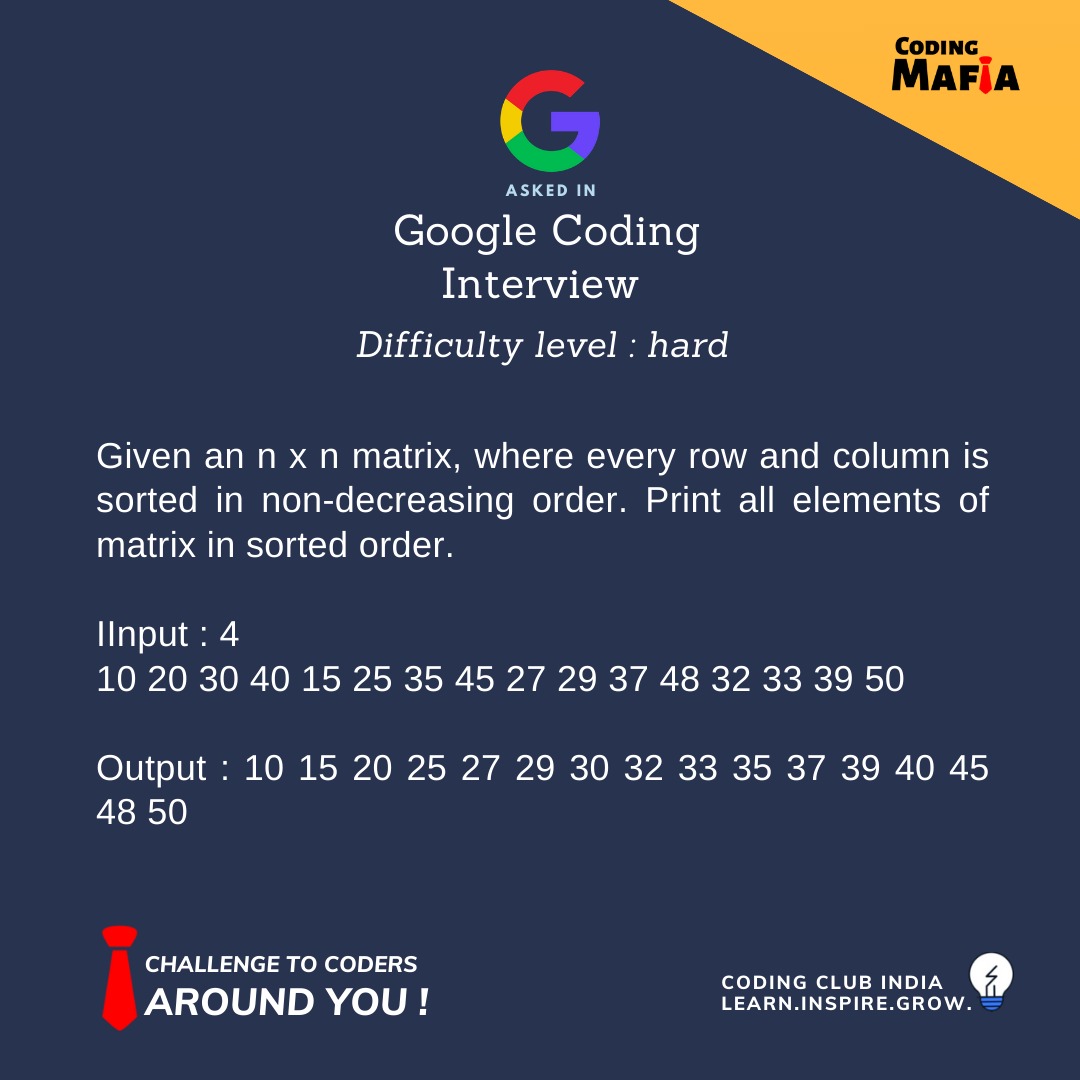 CODING
MAFIA
ASKED IN
Google Coding
Interview
Difficulty level : hard
Given an n x n matrix, where every row and column is
sorted in non-decreasing order. Print all elements of
matrix in sorted order.
IInput : 4
10 20 30 40 15 25 35 45 27 29 37 48 32 33 39 50
Output : 10 15 20 25 27 29 30 32 33 35 37 39 40 45
48 50
CHALLENGE TO CODERS
AROUND YOU !
CODING CLUB INDIA
LEARN.INSPIRE.GROW.